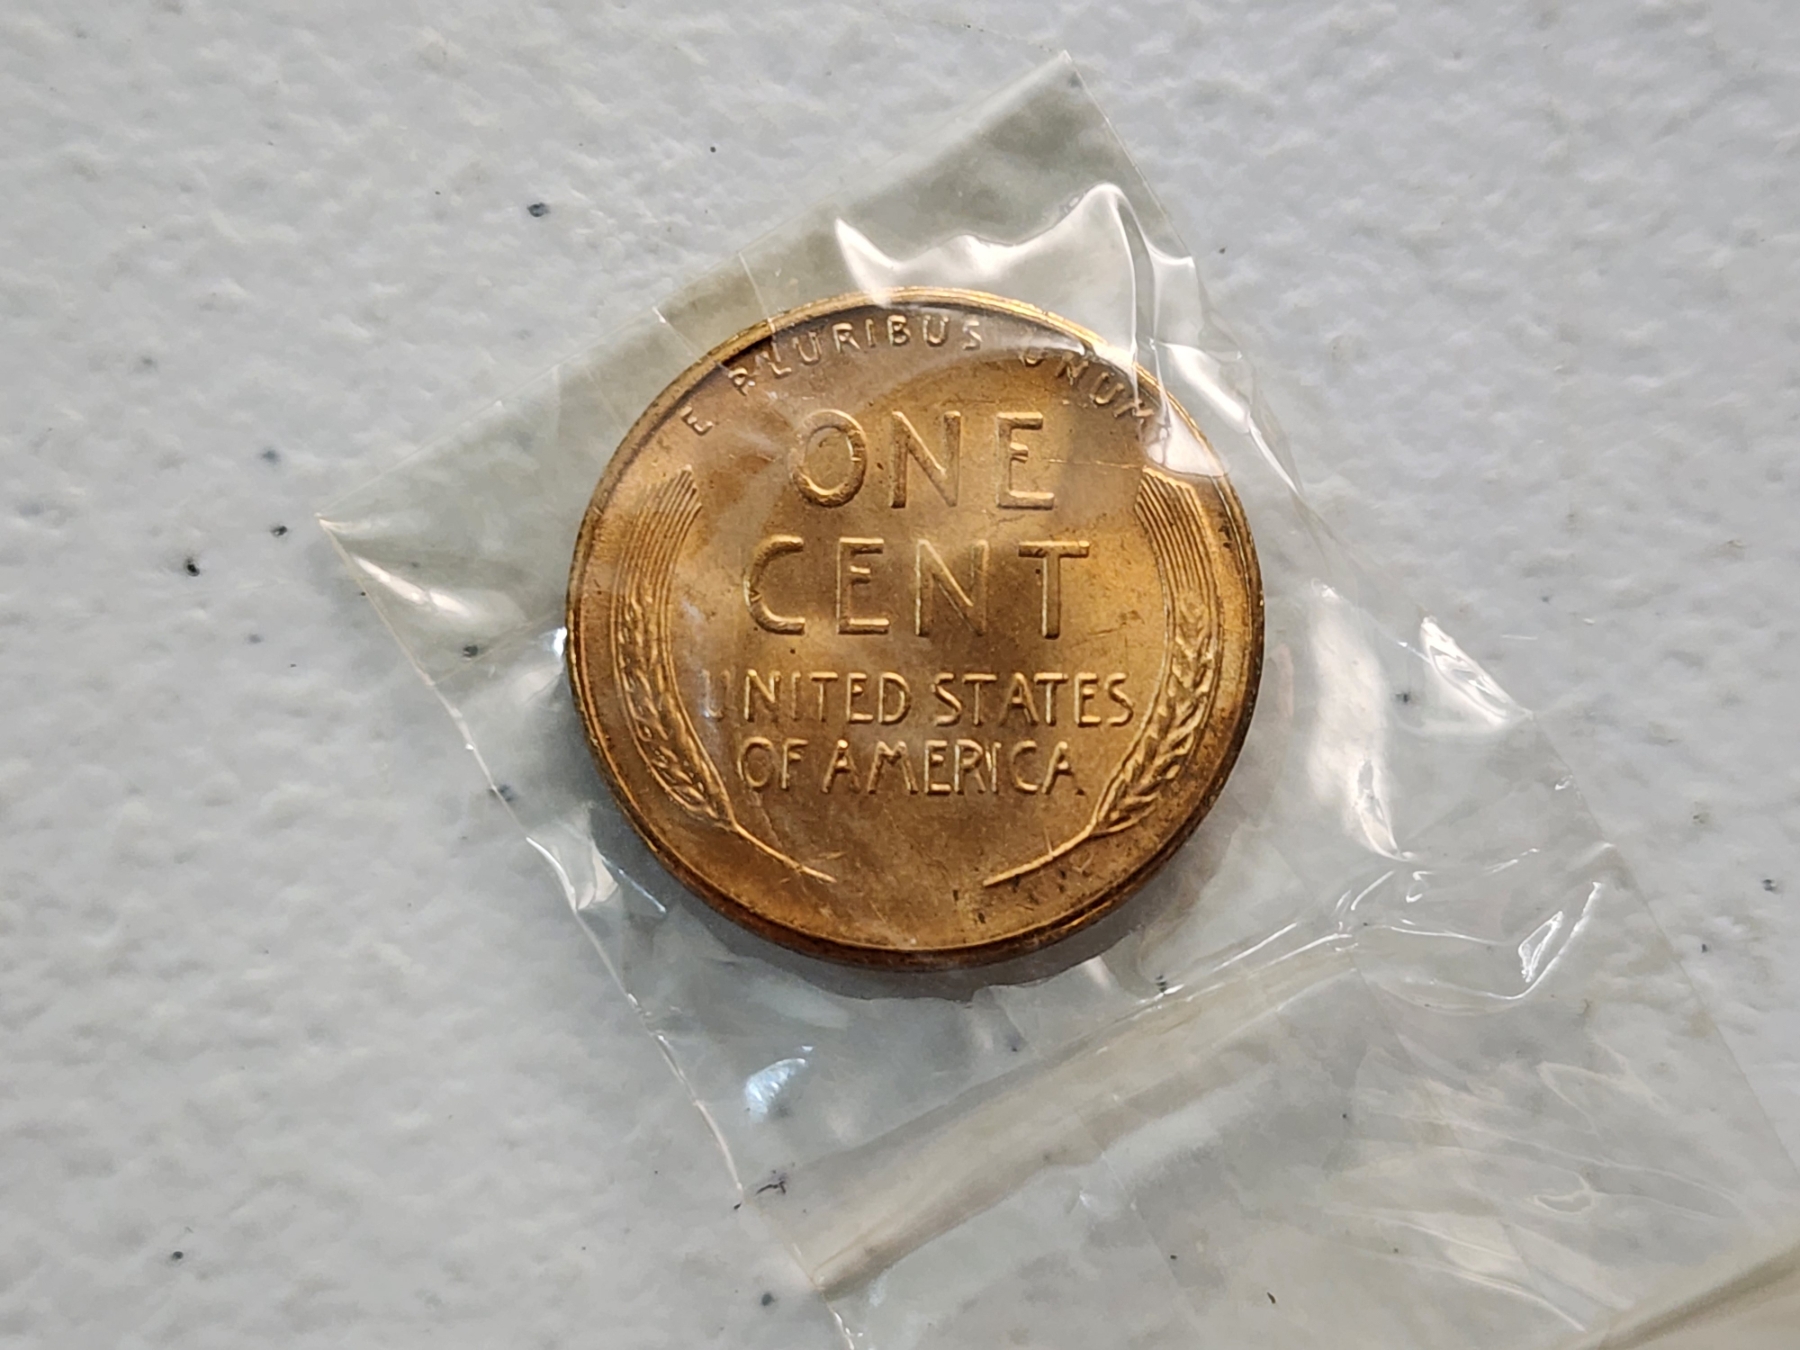 E PLURIBUS UNUM
ONE
CENT
UNITED STATES
OF AMERICA